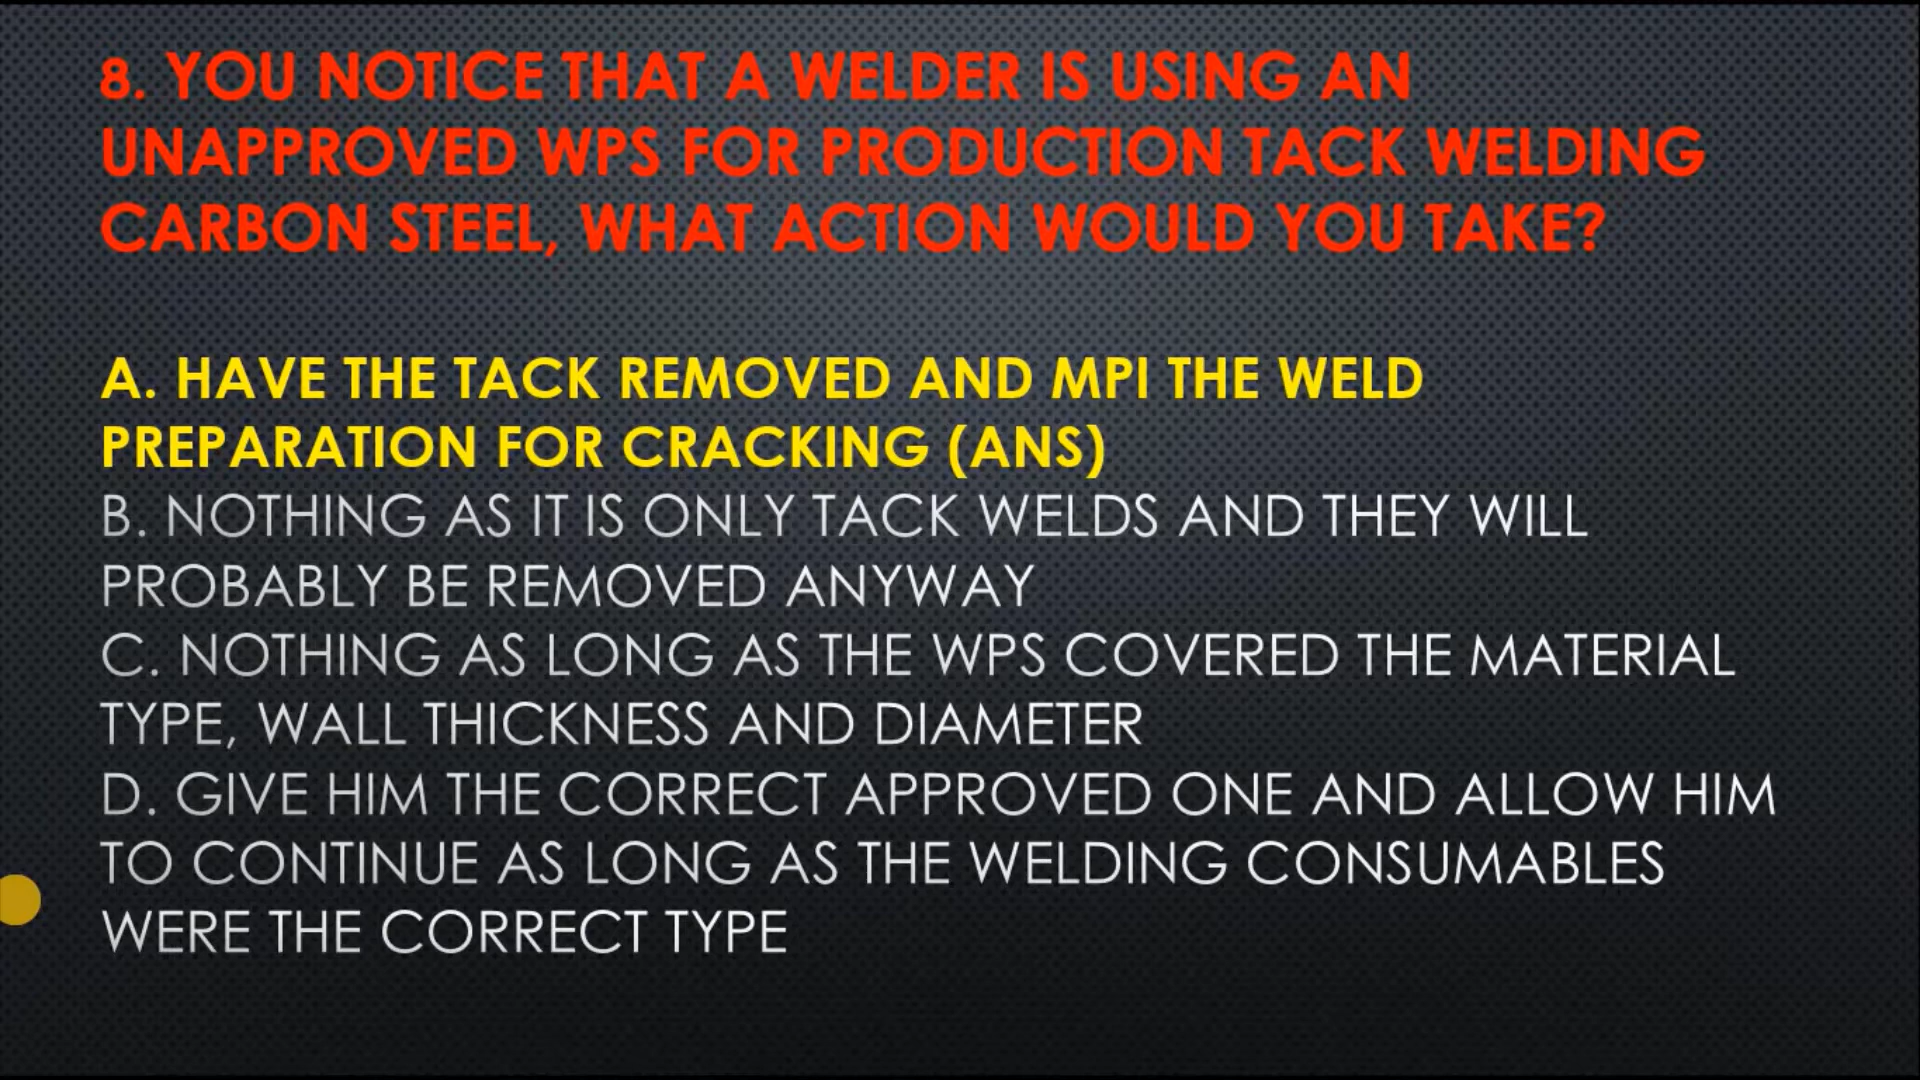 8. YOU NOTICE THAT A WELDER IS USING AN
UNAPPROVED WPS FOR PRODUCTION TACK WELDING
CARBON STEEL, WHAT ACTION WOULD YOU TAKE?
A. HAVE THE TACK REMOVED AND MPI THE WELD
PREPARATION FOR CRACKING (ANS)
B. NOTHING AS IT IS ONLY TACK WELDS AND THEY WILL
PROBABLY BE REMOVED ANYWAY
C. NOTHING AS LONG AS THE WPS COVERED THE MATERIAL
TYPE, WALL THICKNESS AND DIAMETER
D. GIVE HIM THE CORRECT APPROVED ONE AND ALLOW HIM
TO CONTINUE AS LONG AS THE WELDING CONSUMABLES
WERE THE CORRECT TYPE